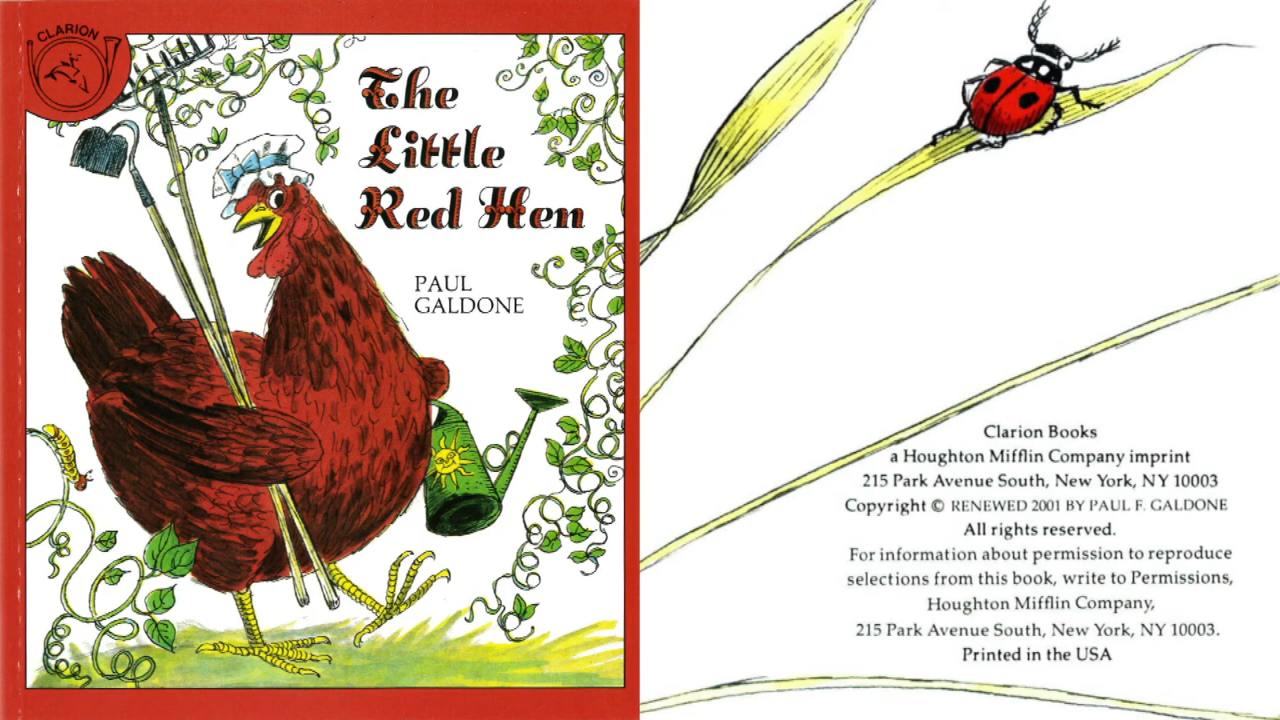 CLARION
The
Little
Red Hen
PAUL
GALDONE
Clarion Books
a Houghton Mifflin Company imprint
215 Park Avenue South, New York, NY 10003
Copyright © RENEWED 2001 BY PAUL F. GALDONE
All rights reserved.
For information about permission to reproduce
selections from this book, write to Permissions,
Houghton Mifflin Company,
215 Park Avenue South, New York, NY 10003.
Printed in the USA